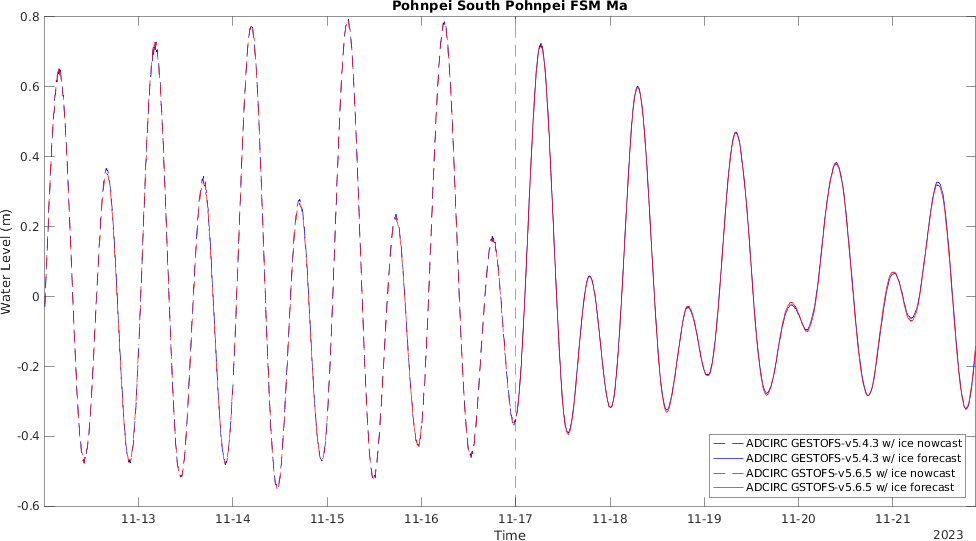 Pohnpei South Pohnpei FSM Ma
0.8
0.6
0.4
0.2
0
-0.2
-0.4
-0.6
Water Level (m)
ADCIRC GESTOFS-v5.4.3 w/ ice nowcast
ADCIRC GESTOFS-v5.4.3 w/ ice forecast
ADCIRC GSTOFS-v5.6.5 w/ ice nowcast
ADCIRC GSTOFS-v5.6.5 w/ ice forecast
11-13 11-14 11-15 11-16 11-17 11-18 11-19 11-20 11-21
Time
2023